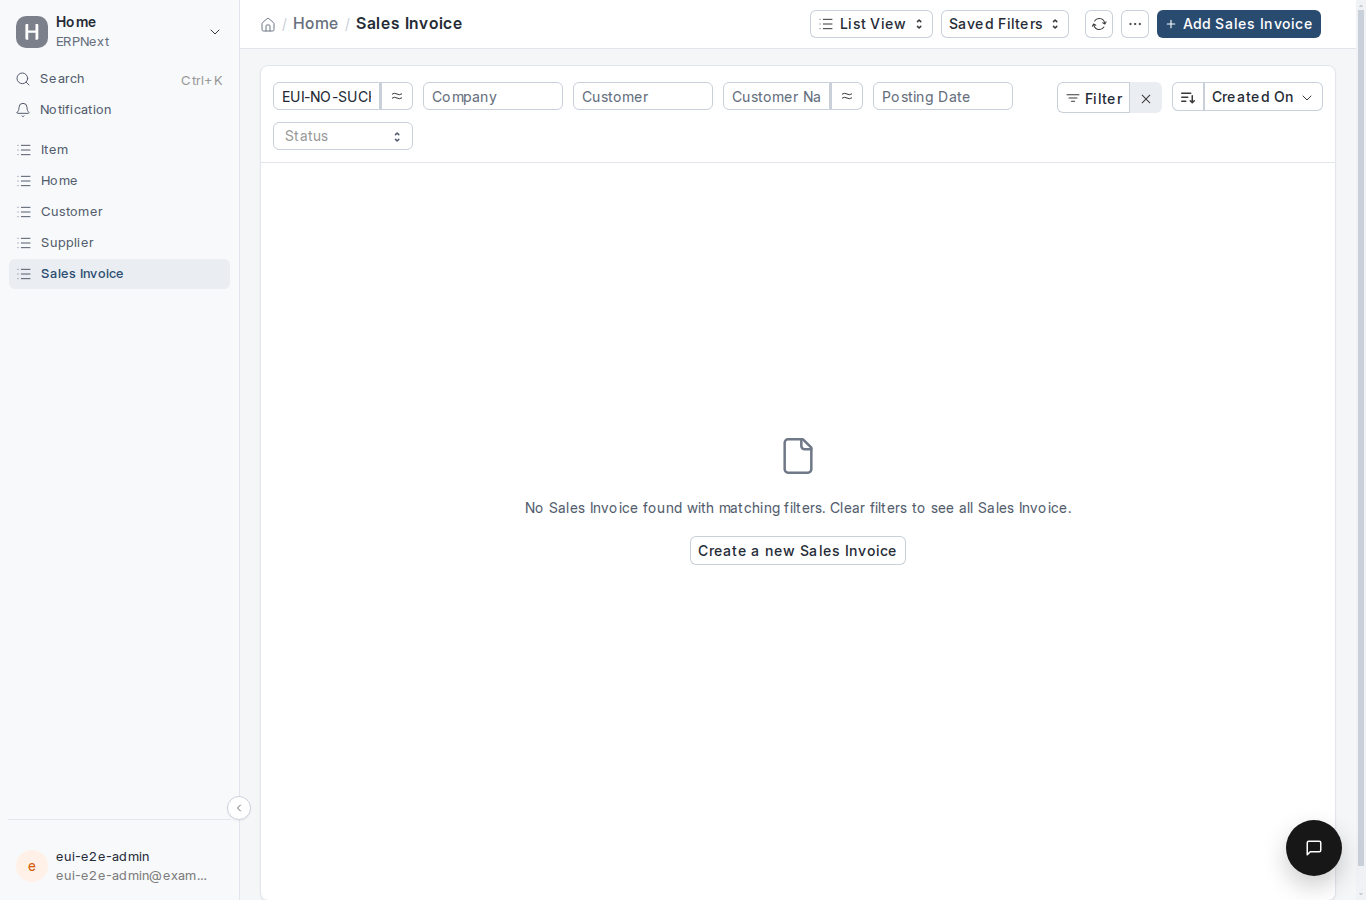 H
Home
ERPNext
Search
Ctrl+K
Notification
Item
Home
Customer
Supplier
Sales Invoice
e
eui-e2e-admin
eui-e2e-admin@exam...
/ Home / Sales Invoice
List View
Saved Filters
+ Add Sales Invoice
EUI-NO-SUCH
≈
Company
Customer
Customer Na
≈
Posting Date
Filter
Created On
Status
No Sales Invoice found with matching filters. Clear filters to see all Sales Invoice.
Create a new Sales Invoice